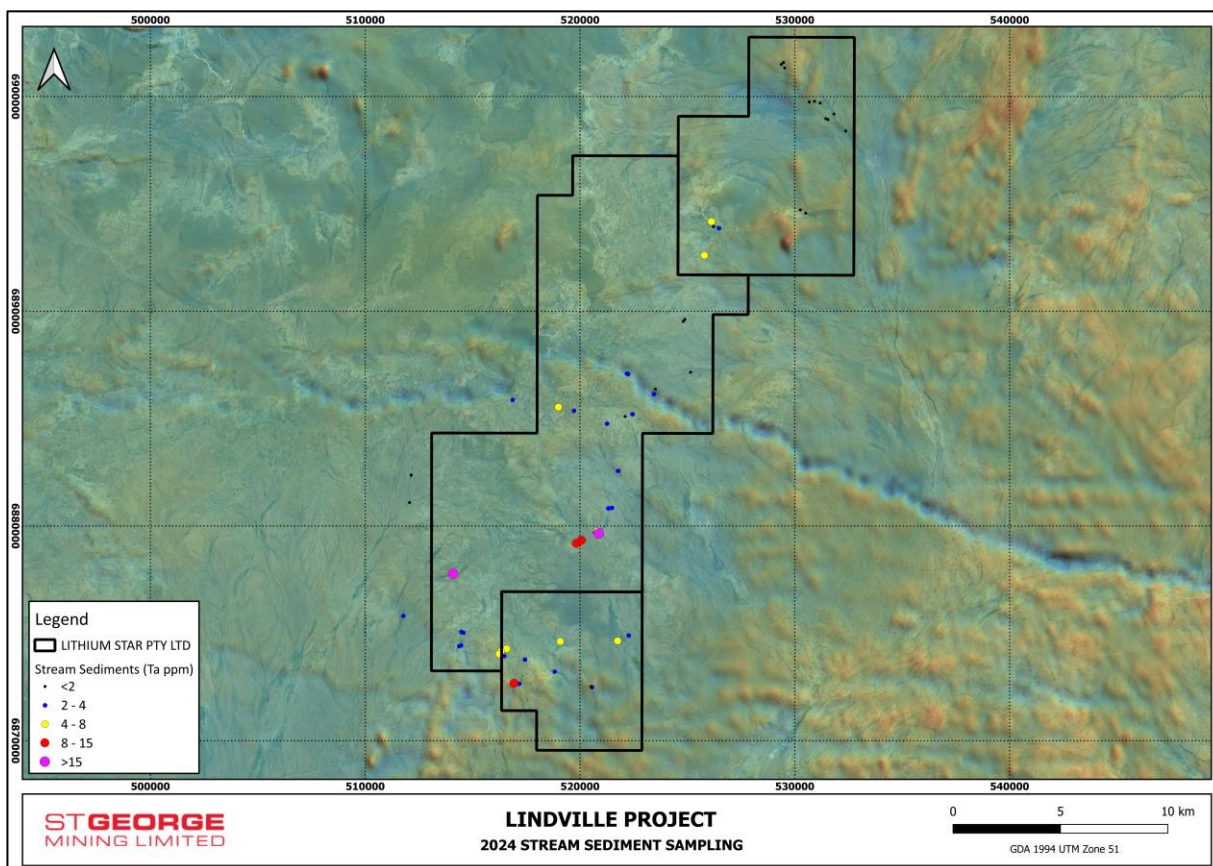 500000 510000 520000 530000 540000
6900000
6890000
6880000
6870000
Legend
LITHIUM STAR PTY LTD
Stream Sediments (Ta ppm)
<2
2 - 4
4 - 8
8 - 15
>15
500000 510000 520000 530000 540000
STGEORGE
MINING LIMITED
LINDVILLE PROJECT
2024 STREAM SEDIMENT SAMPLING
0 5 10 km
GDA 1994 UTM Zone 51